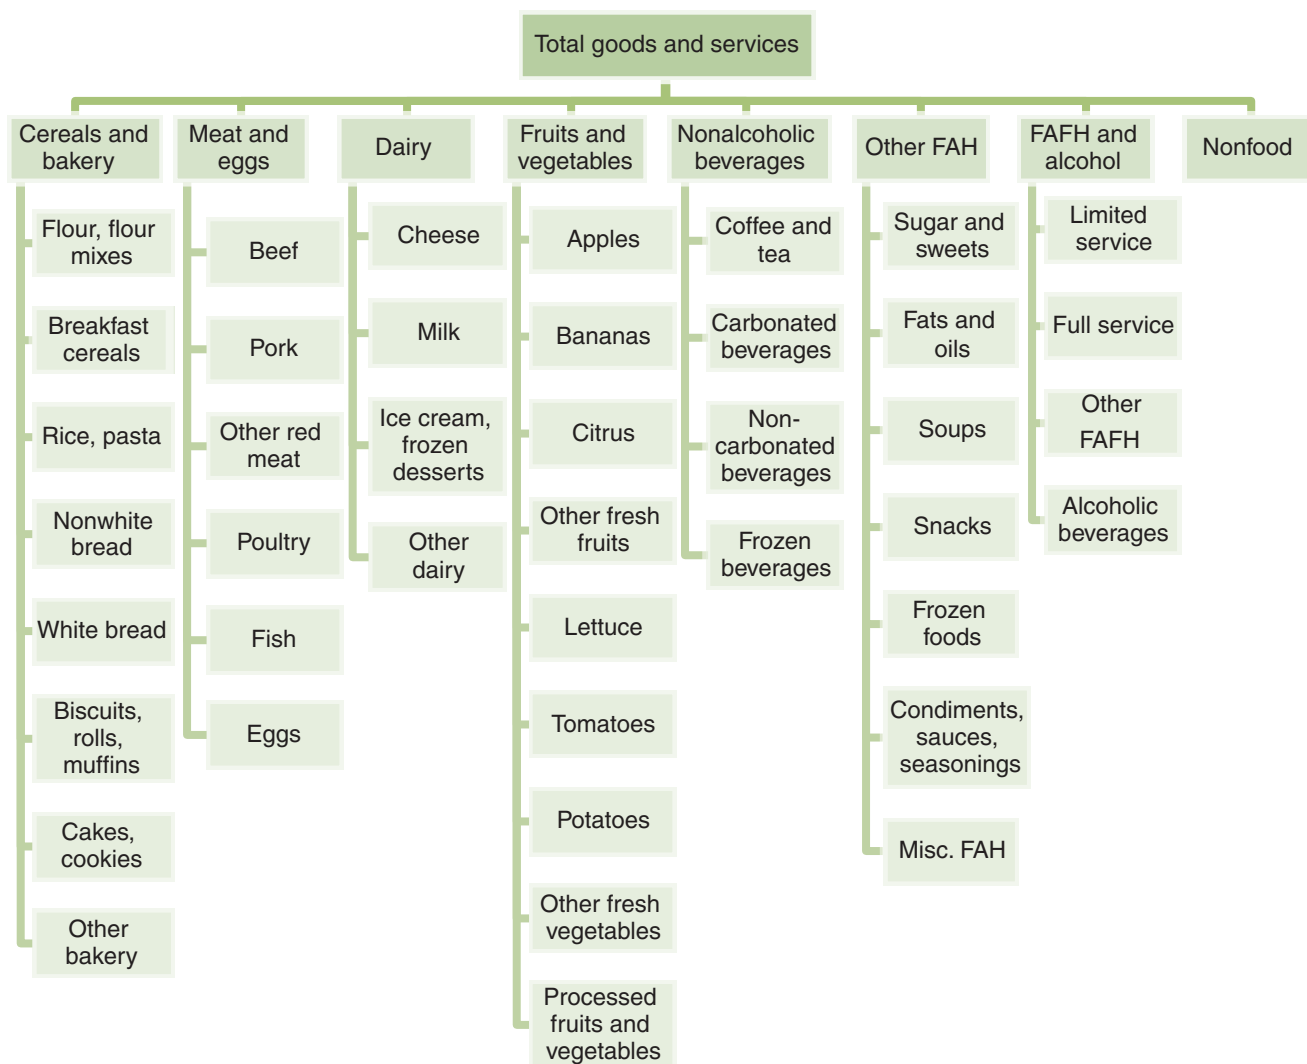 Total goods and services
Cereals and
bakery
Meat and
eggs
Dairy
Fruits and
vegetables
Nonalcoholic
beverages
Other FAH
FAFH and
alcohol
Nonfood
Flour, flour
mixes
Breakfast
cereals
Rice, pasta
Nonwhite
bread
White bread
Biscuits,
rolls,
muffins
Cakes,
cookies
Other
bakery
Beef
Pork
Other red
meat
Poultry
Fish
Eggs
Cheese
Milk
Ice cream,
frozen
desserts
Other
dairy
Apples
Bananas
Citrus
Other fresh
fruits
Lettuce
Tomatoes
Potatoes
Other fresh
vegetables
Processed
fruits and
vegetables
Coffee and
tea
Carbonated
beverages
Non-
carbonated
beverages
Frozen
beverages
Sugar and
sweets
Fats and
oils
Soups
Snacks
Frozen
foods
Condiments,
sauces,
seasonings
Misc. FAH
Limited
service
Full service
Other
FAFH
Alcoholic
beverages